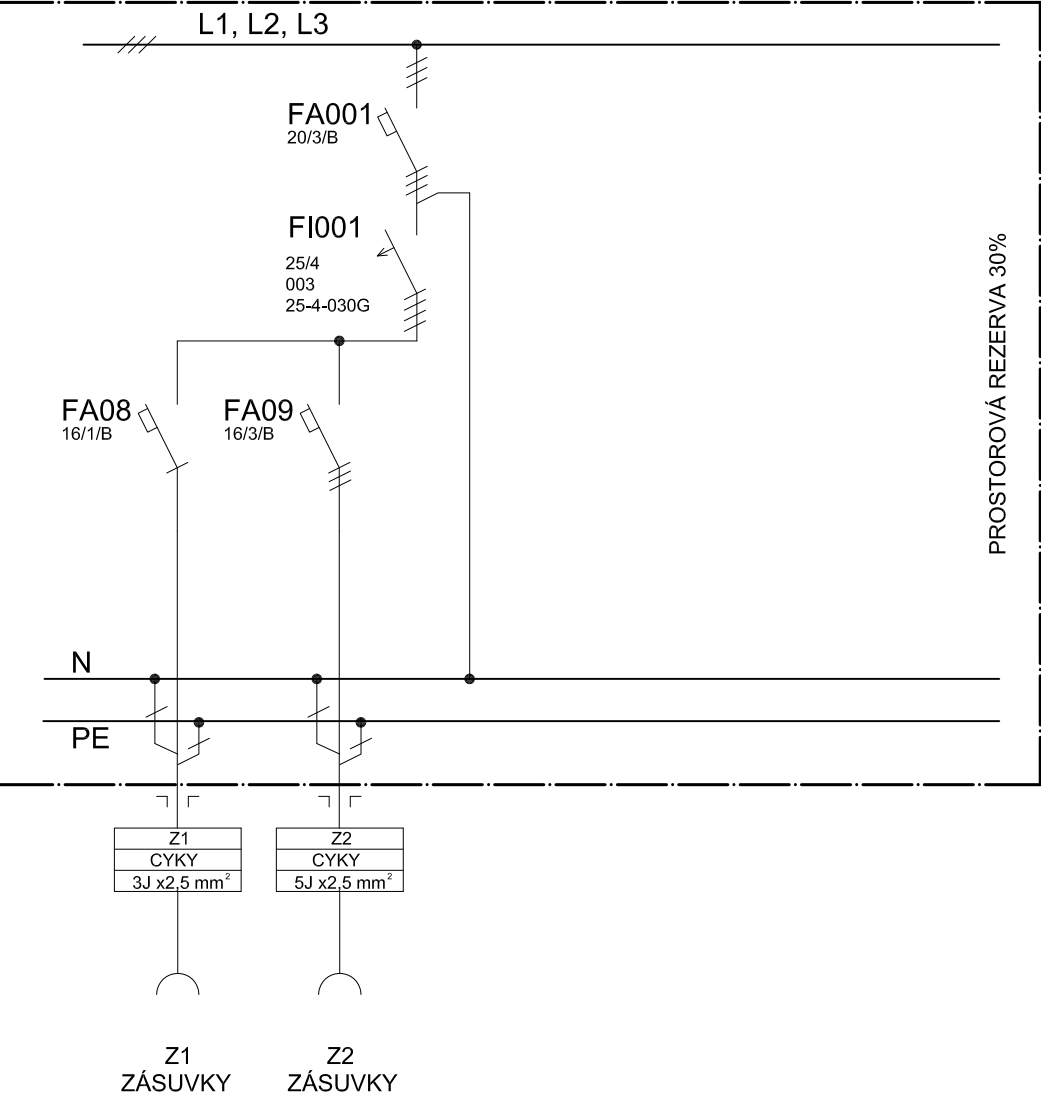 L1, L2, L3
FA001
20/3/B
FI001
25/4
003
25-4-030G
FA08
16/1/B
FA09
16/3/B
PROSTOROVÁ REZERVA 30%
N
PE
Z1
CYKY
3J x2,5 mm²
Z2
CYKY
5J x2,5 mm²
Z1
ZÁSUVKY
Z2
ZÁSUVKY